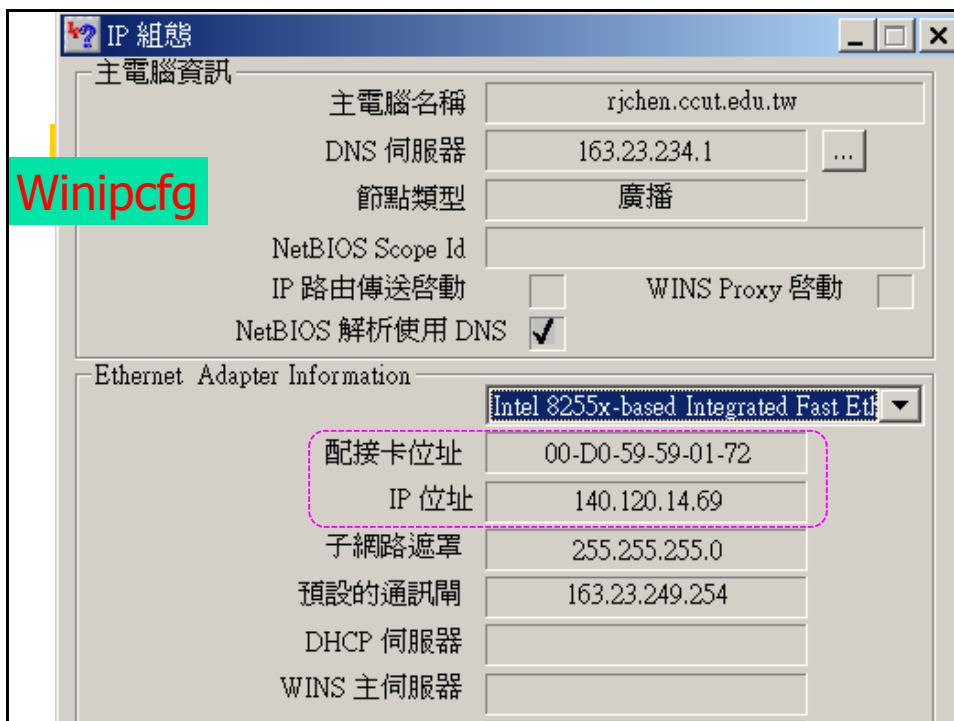 IP 組態
主電腦資訊
主電腦名稱 rjchen.ccut.edu.tw
DNS 伺服器 163.23.234.1 ...
Winipcfg
節點類型 廣播
NetBIOS Scope Id
IP 路由傳送啓動 WINS Proxy 啓動
NetBIOS 解析使用 DNS
Ethernet Adapter Information
Intel 8255x-based Integrated Fast Etl
配接卡位址 00-D0-59-59-01-72
IP 位址 140.120.14.69
子網路遮罩 255.255.255.0
預設的通訊閘 163.23.249.254
DHCP 伺服器
WINS 主伺服器